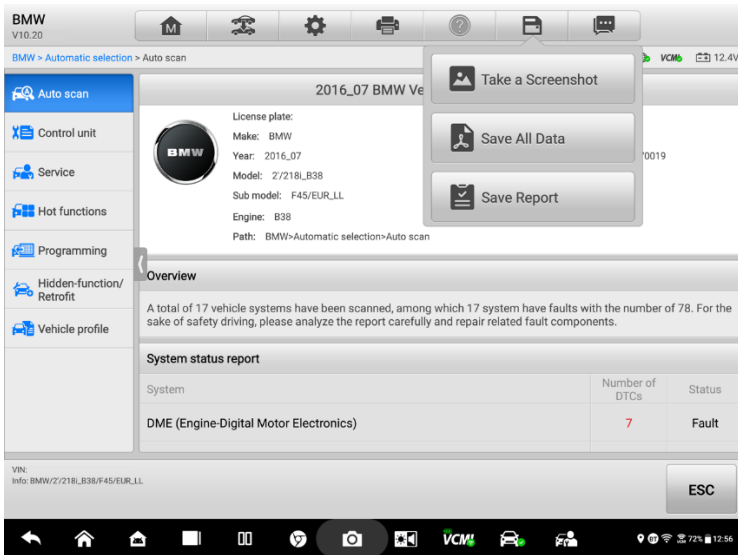 BMW
V10.20
M
?
BMW > Automatic selection > Auto scan
VCMI
12.4V
Auto scan
Control unit
Service
Hot functions
Programming
Hidden-function/
Retrofit
Vehicle profile
2016_07 BMW Ve
Take a Screenshot
Save All Data
Save Report
BMW
License plate:
Make: BMW
Year: 2016_07
70019
Model: 2'/218i_B38
Sub model: F45/EUR_LL
Engine: B38
Path: BMW>Automatic selection>Auto scan
Overview
A total of 17 vehicle systems have been scanned, among which 17 system have faults with the number of 78. For the
sake of safety driving, please analyze the report carefully and repair related fault components.
System status report
System
Number of
DTCs
Status
DME (Engine-Digital Motor Electronics)
7
Fault
VIN:
Info: BMW/2'/218i_B38/F45/EUR_LL
ESC
VCMI
72%
12:56